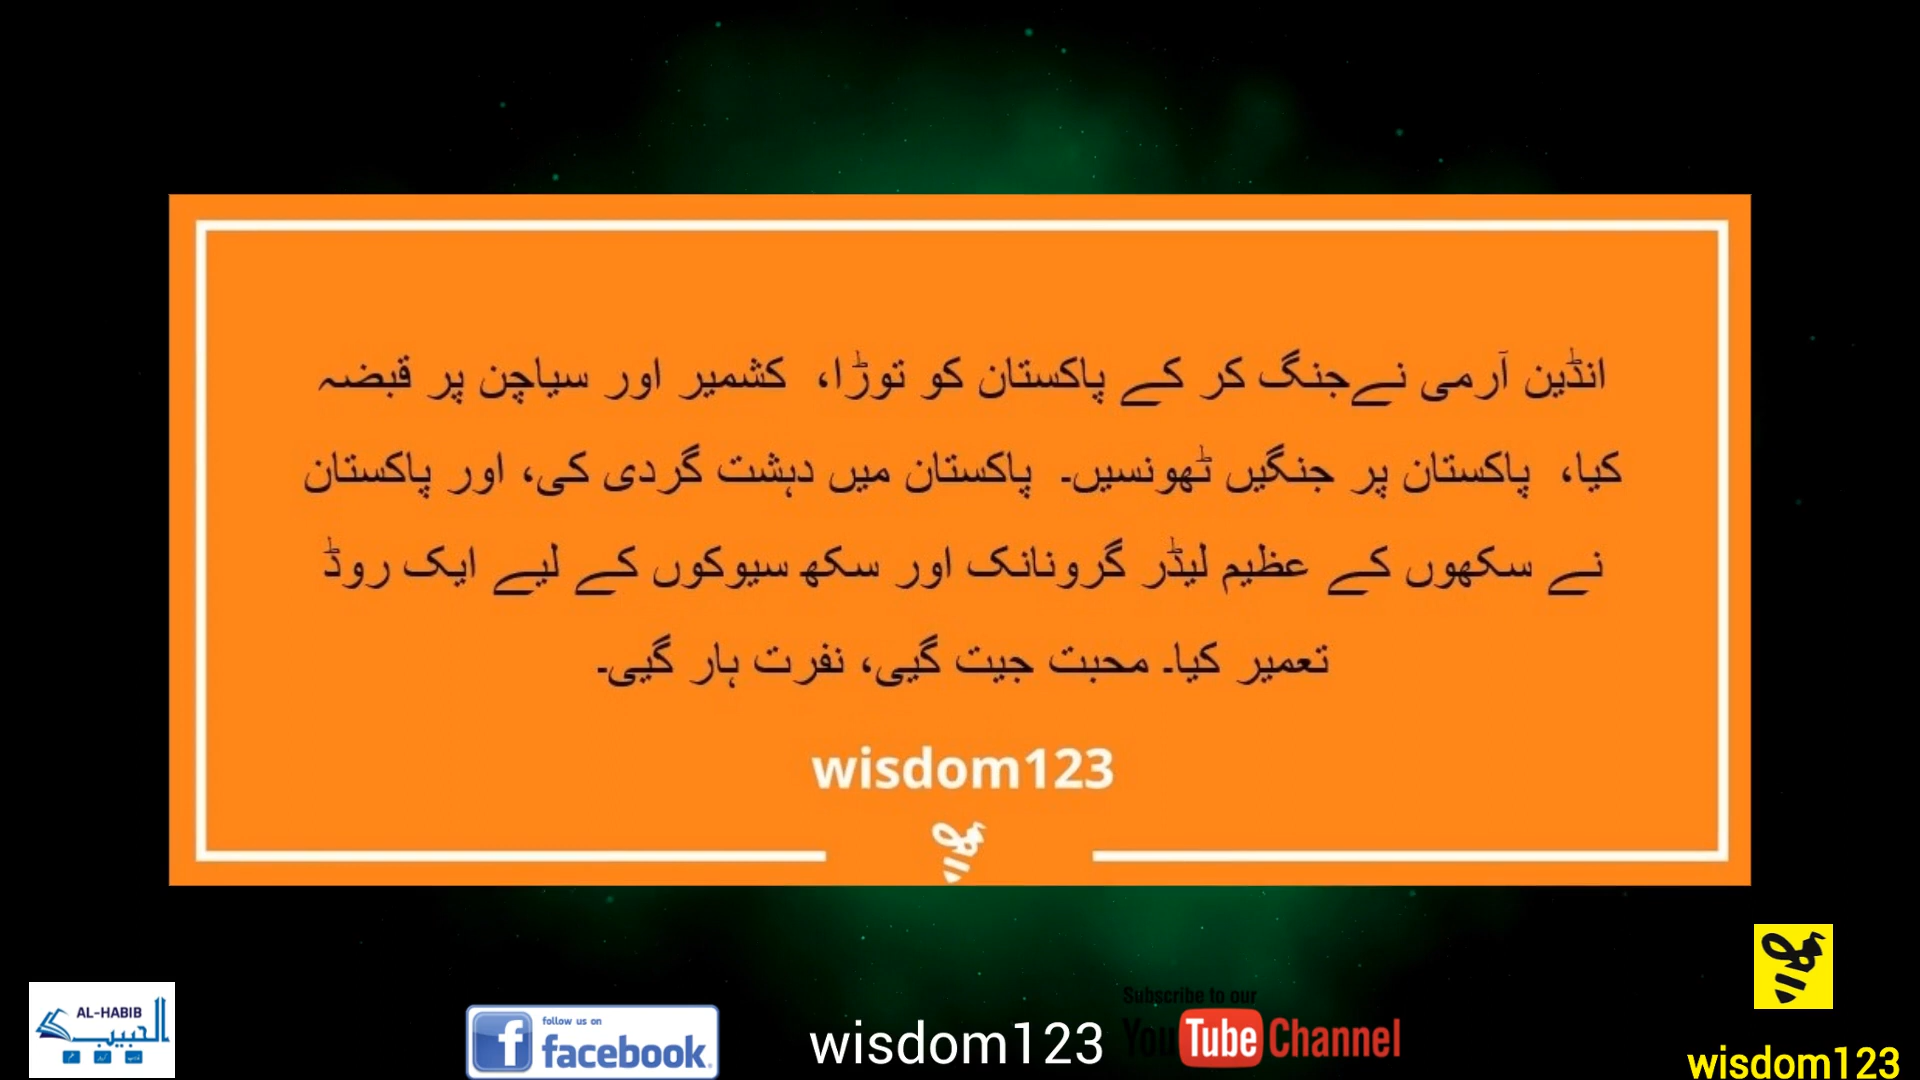 انڈین آرمی نےجنگ کر کے پاکستان کو توڑا، کشمیر اور سیاچن پر قبضہ
کیا، پاکستان پر جنگیں ٹھونسیں۔ پاکستان میں دہشت گردی کی، اور پاکستان
نے سکھوں کے عظیم لیڈر گرونانک اور سکھ سیوکوں کے لیے ایک روڈ
تعمیر کیا۔ محبت جیت گیی، نفرت ہار گیی۔
wisdom123
AL-HABIB
الحبیب
follow us on
facebook
wisdom123
Subscribe to our
YouTube Channel
wisdom123